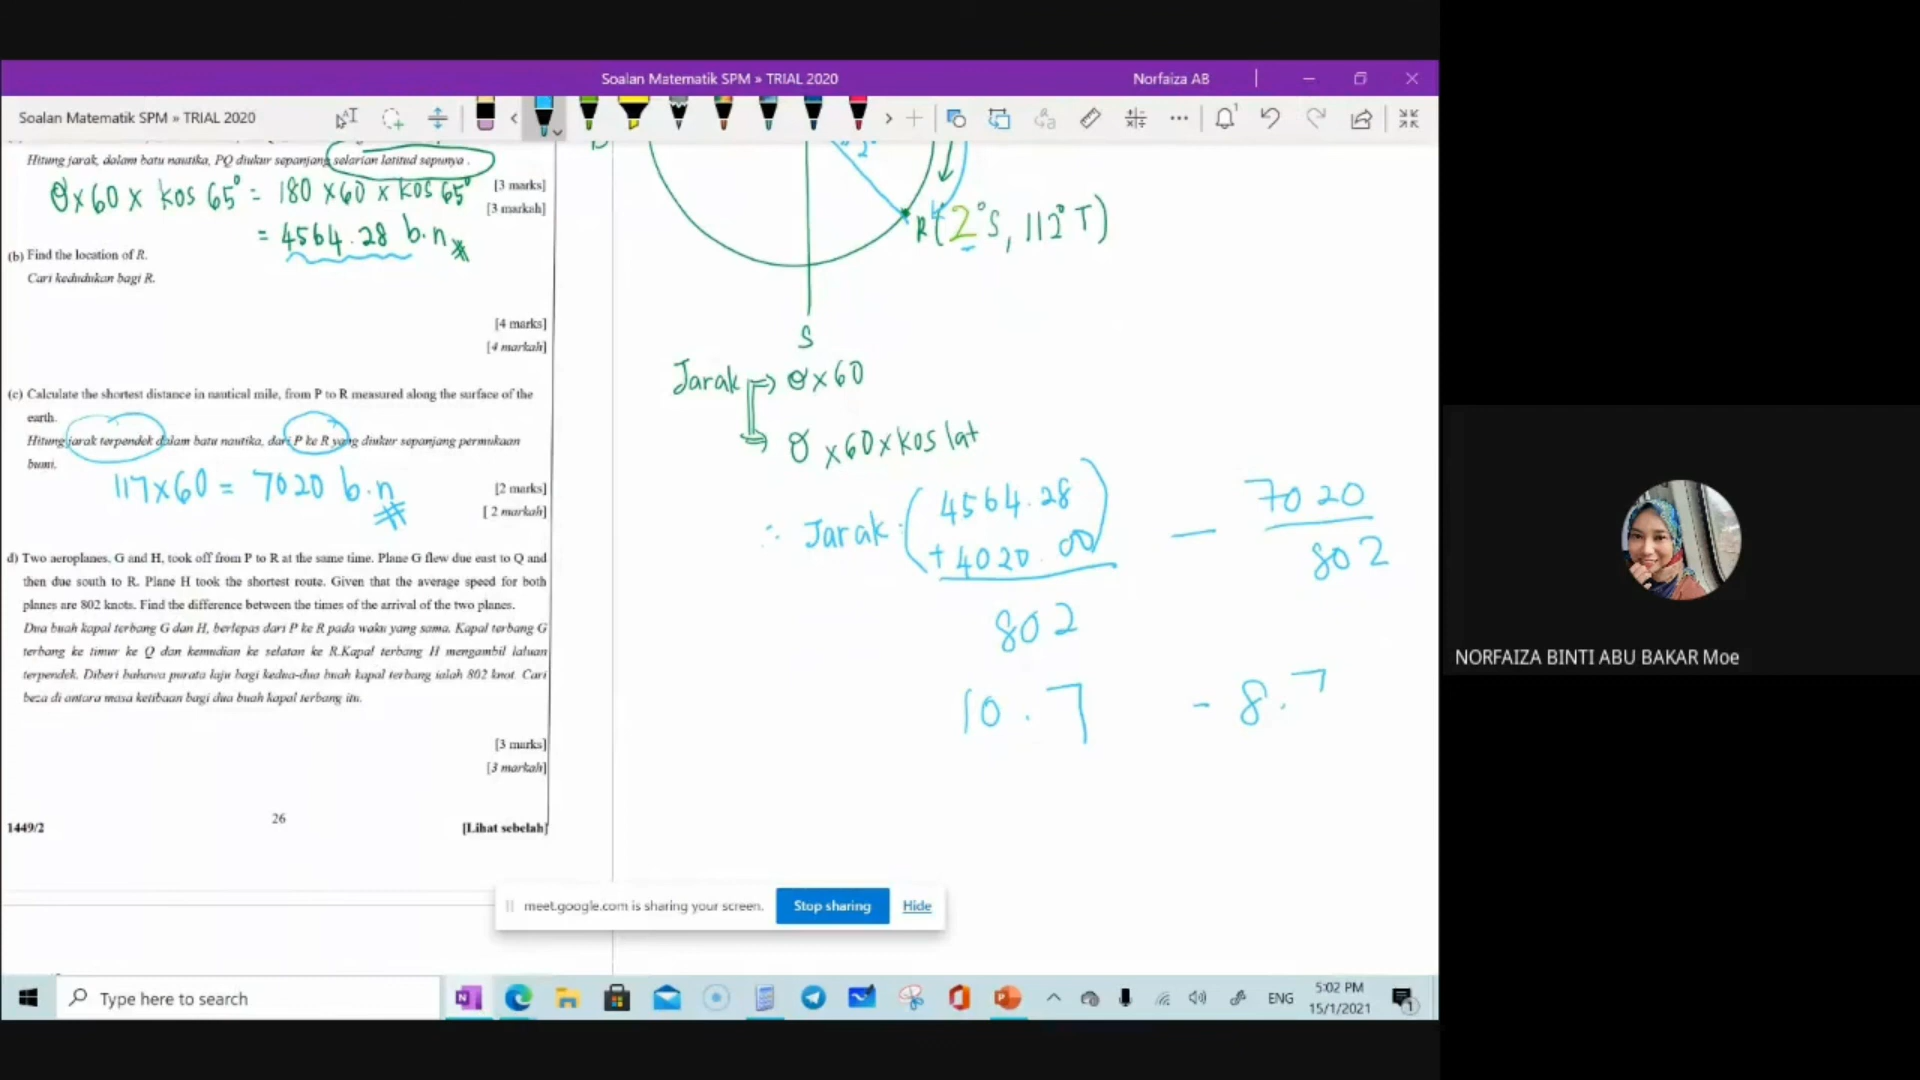 Soalan Matematik SPM » TRIAL 2020
Norfaiza AB
Soalan Matematik SPM » TRIAL 2020
Hitung jarak, dalam batu nautika, PQ diukur sepanjang selarian latitud sepunya .
θ x 60 x kos 65° = 180 x 60 x kos 65°
[3 marks]
[3 markah]
= 4564.28 b.n
(b) Find the location of R.
Cari kedudukan bagi R.
[4 marks]
[4 markah]
(c) Calculate the shortest distance in nautical mile, from P to R measured along the surface of the
earth.
Hitung jarak terpendek dalam batu nautika, dari P ke R yang diukur sepanjang permukaan
bumi.
117 x 60 = 7020 b.n
[2 marks]
[ 2 markah]
d) Two aeroplanes, G and H, took off from P to R at the same time. Plane G flew due east to Q and
then due south to R. Plane H took the shortest route. Given that the average speed for both
planes are 802 knots. Find the difference between the times of the arrival of the two planes.
Dua buah kapal terbang G dan H, berlepas dari P ke R pada waku yang sama. Kapal terbang G
terbang ke timur ke Q dan kemudian ke selatan ke R.Kapal terbang H mengambil laluan
terpendek. Diberi bahawa purata laju bagi kedua-dua buah kapal terbang ialah 802 knot. Cari
beza di antara masa ketibaan bagi dua buah kapal terbang itu.
[3 marks]
[3 markah]
26
1449/2
[Lihat sebelah]
2°
R(2°S, 112°T)
S
Jarak → θ x 60
θ x 60 x kos lat
∴ Jarak (4564.28 + 4020.00) — 7020
802
802
10.7 - 8.7
NORFAIZA BINTI ABU BAKAR Moe
meet.google.com is sharing your screen.
Stop sharing
Hide
Type here to search
ENG
5:02 PM
15/1/2021